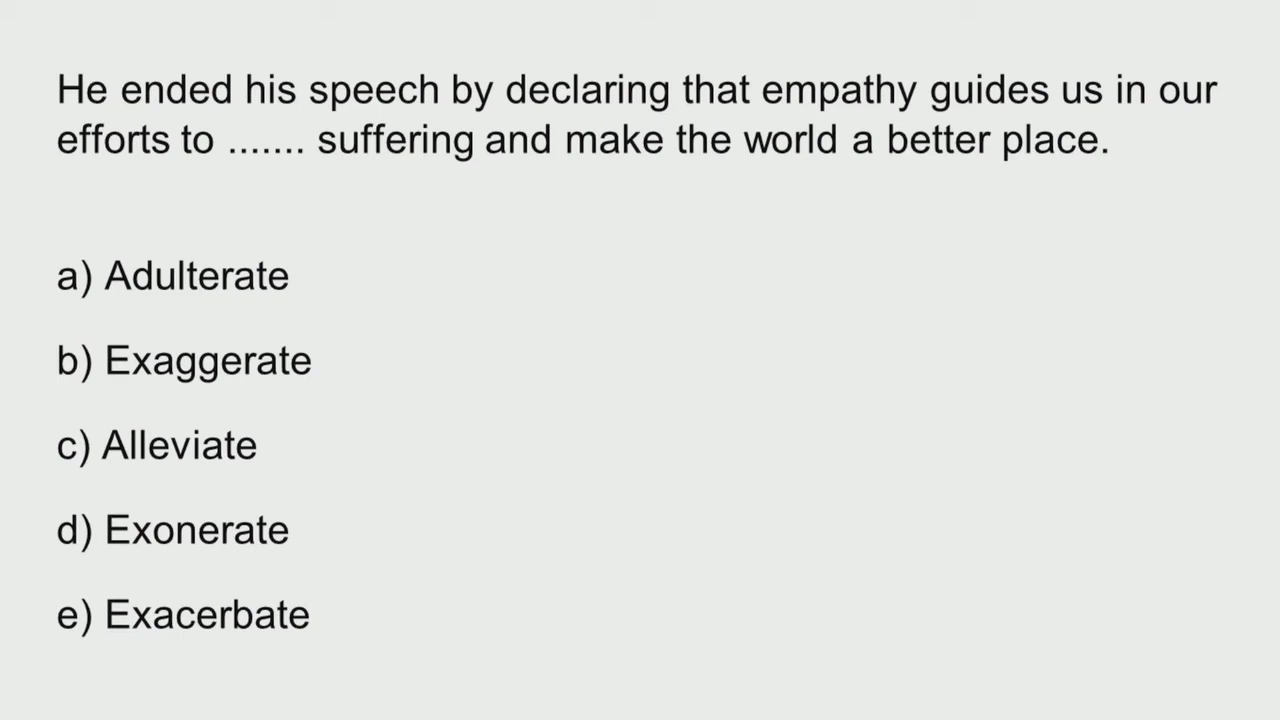 He ended his speech by declaring that empathy guides us in our
efforts to ....... suffering and make the world a better place.
a) Adulterate
b) Exaggerate
c) Alleviate
d) Exonerate
e) Exacerbate